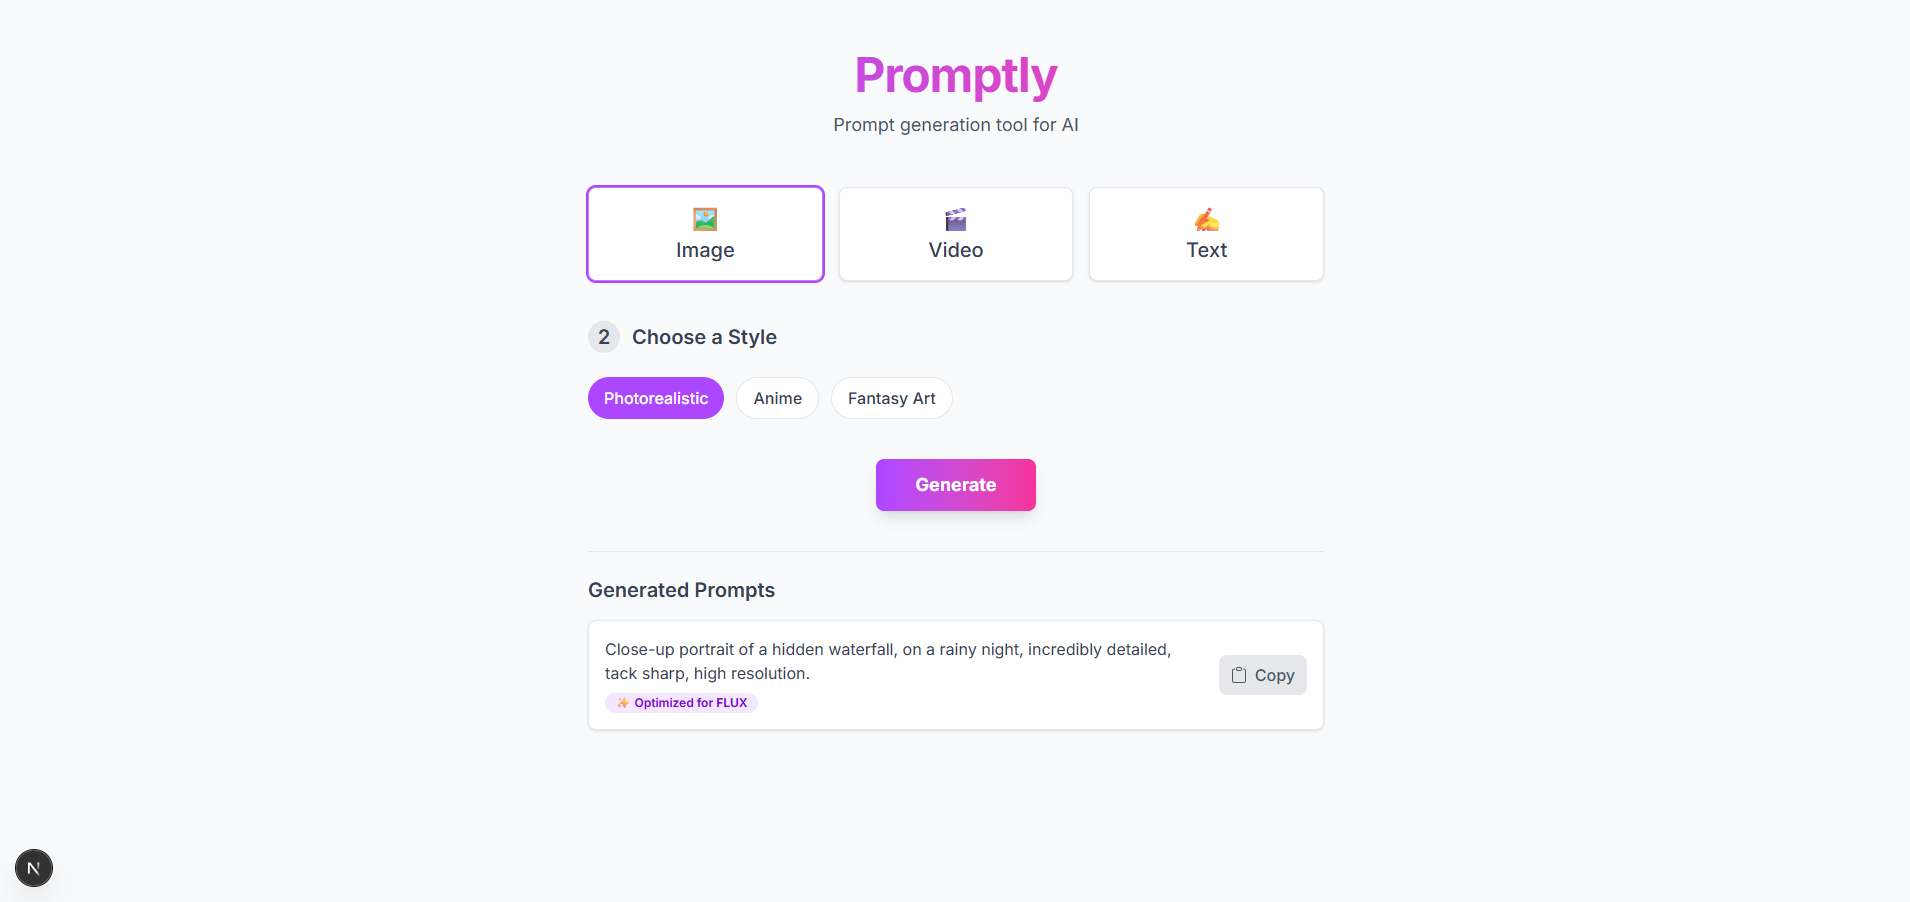 Promptly
Prompt generation tool for AI
Image
Video
Text
2 Choose a Style
Photorealistic
Anime
Fantasy Art
Generate
Generated Prompts
Close-up portrait of a hidden waterfall, on a rainy night, incredibly detailed,
tack sharp, high resolution.
✨ Optimized for FLUX
Copy
N